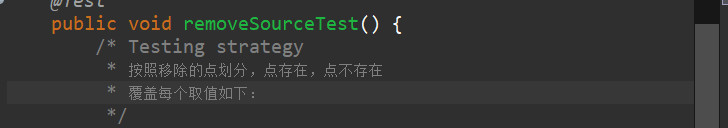 @Test
public void removeSourceTest() {
/* Testing strategy
* 按照移除的点划分，点存在，点不存在
* 覆盖每个取值如下：
*/